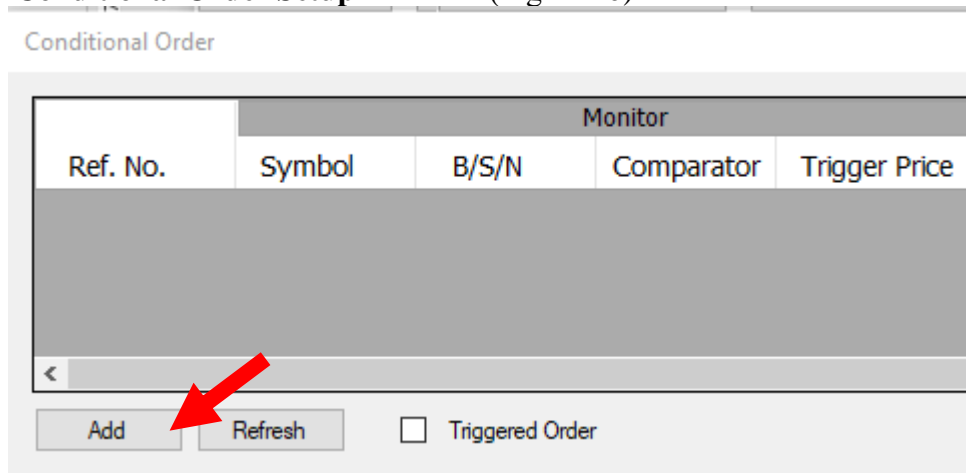 Conditional Order
Monitor
Ref. No. Symbol B/S/N Comparator Trigger Price
Add Refresh Triggered Order